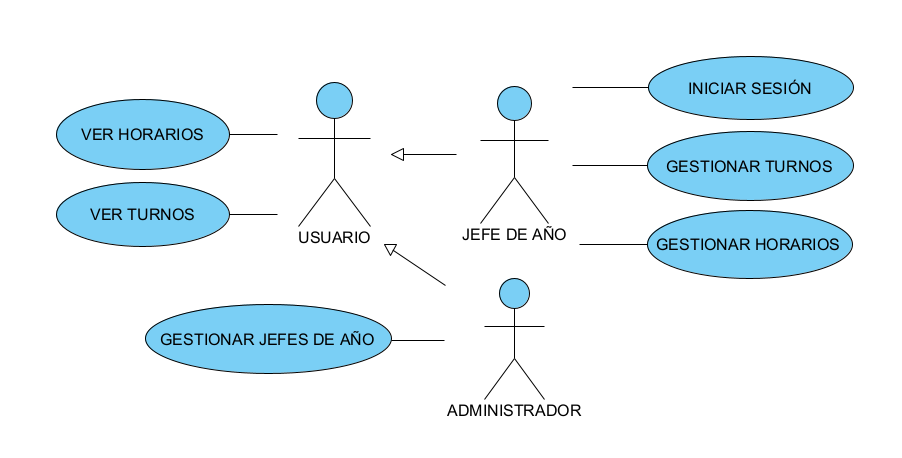 INICIAR SESIÓN
VER HORARIOS
GESTIONAR TURNOS
VER TURNOS
USUARIO
JEFE DE AÑO
GESTIONAR HORARIOS
GESTIONAR JEFES DE AÑO
ADMINISTRADOR